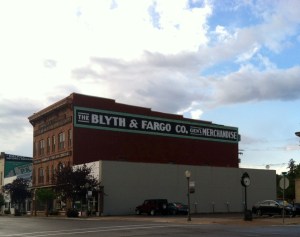 THE BLYTH & FARGO CO. GEN'L MERCHANDISE